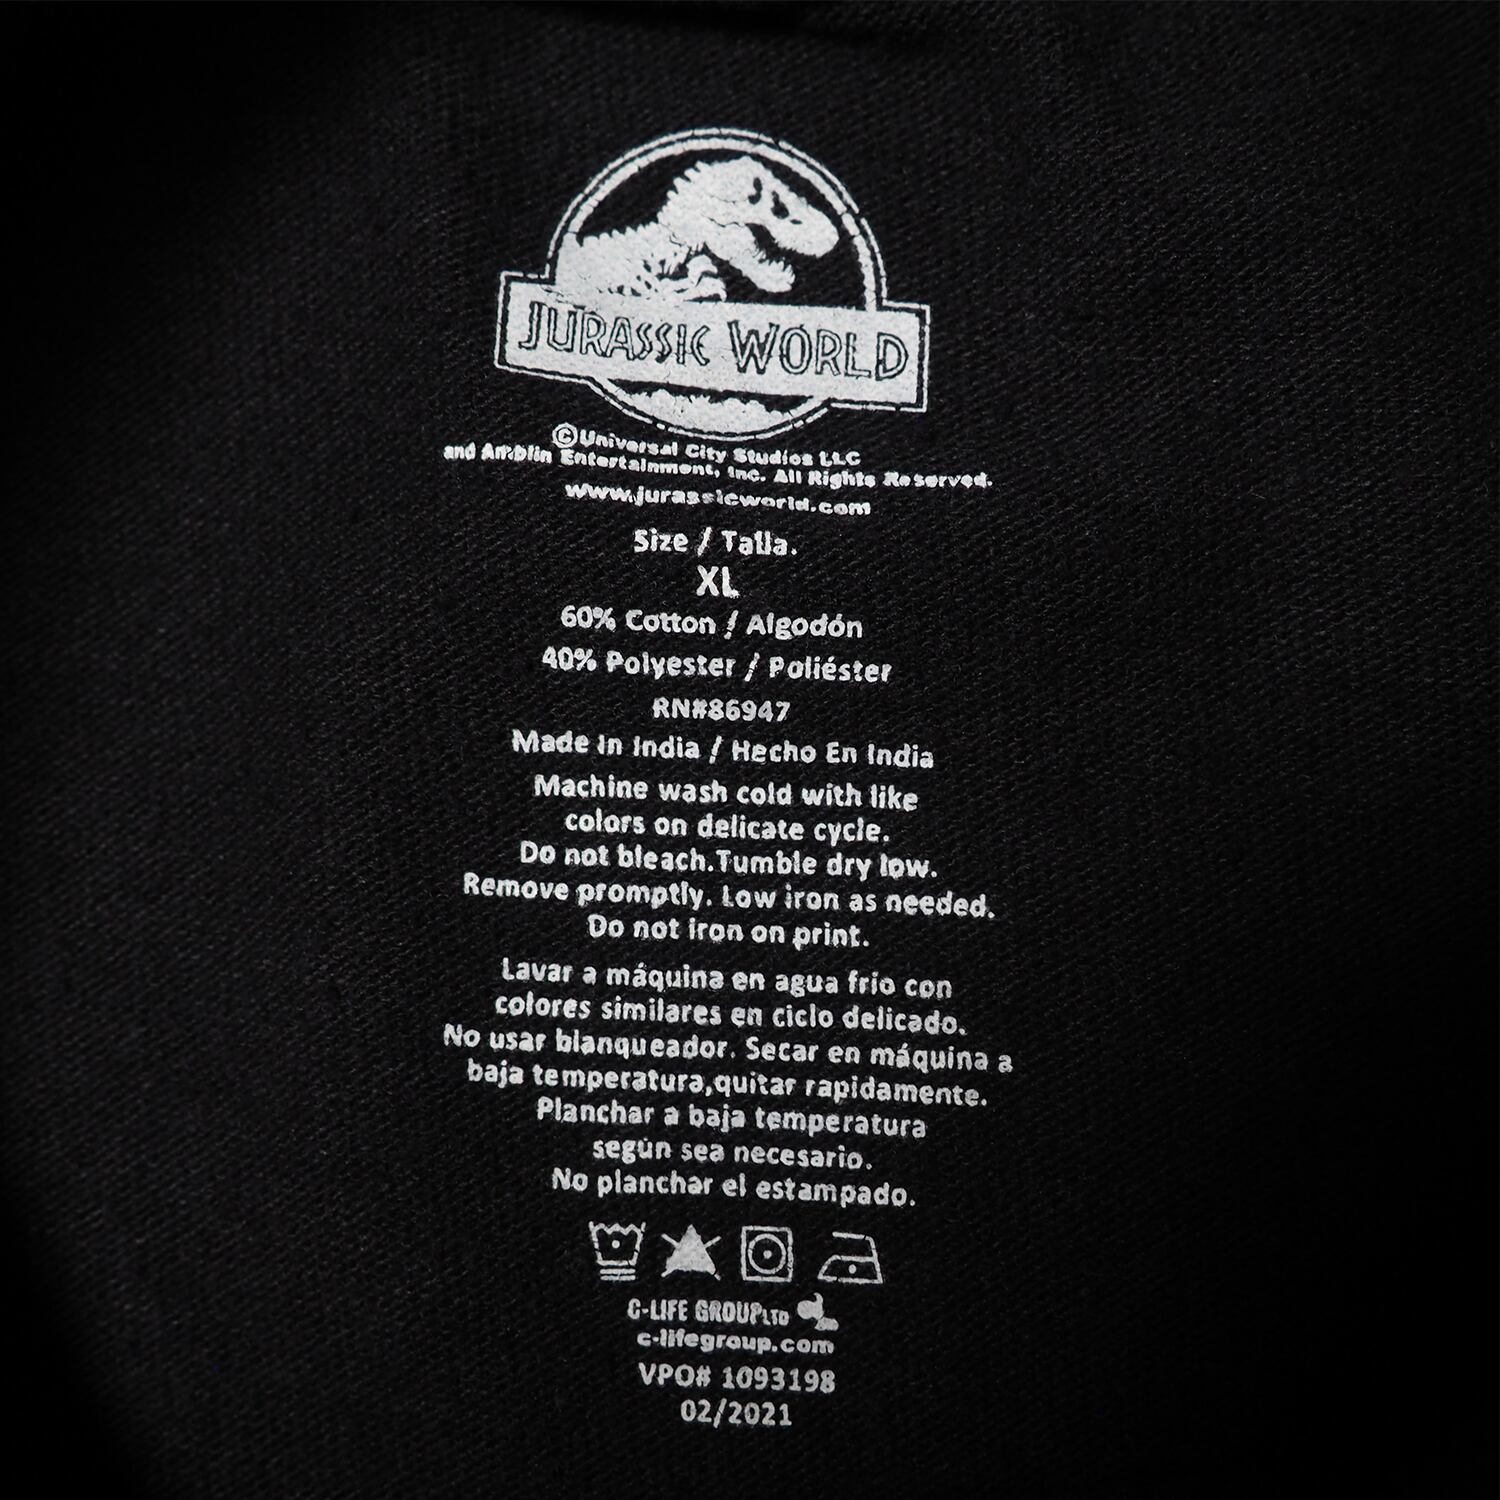 JURASSIC WORLD
©Universal City Studios LLC
and Amblin Entertainment, Inc. All Rights Reserved.
www.jurassicworld.com
Size / Talla.
XL
60% Cotton / Algodón
40% Polyester / Poliéster
RN#86947
Made In India / Hecho En India
Machine wash cold with like
colors on delicate cycle.
Do not bleach.Tumble dry low.
Remove promptly. Low iron as needed.
Do not iron on print.
Lavar a máquina en agua frio con
colores similares en ciclo delicado.
No usar blanqueador. Secar en máquina a
baja temperatura,quitar rapidamente.
Planchar a baja temperatura
según sea necesario.
No planchar el estampado.
C-LIFE GROUP LTD
c-lifegroup.com
VPO# 1093198
02/2021